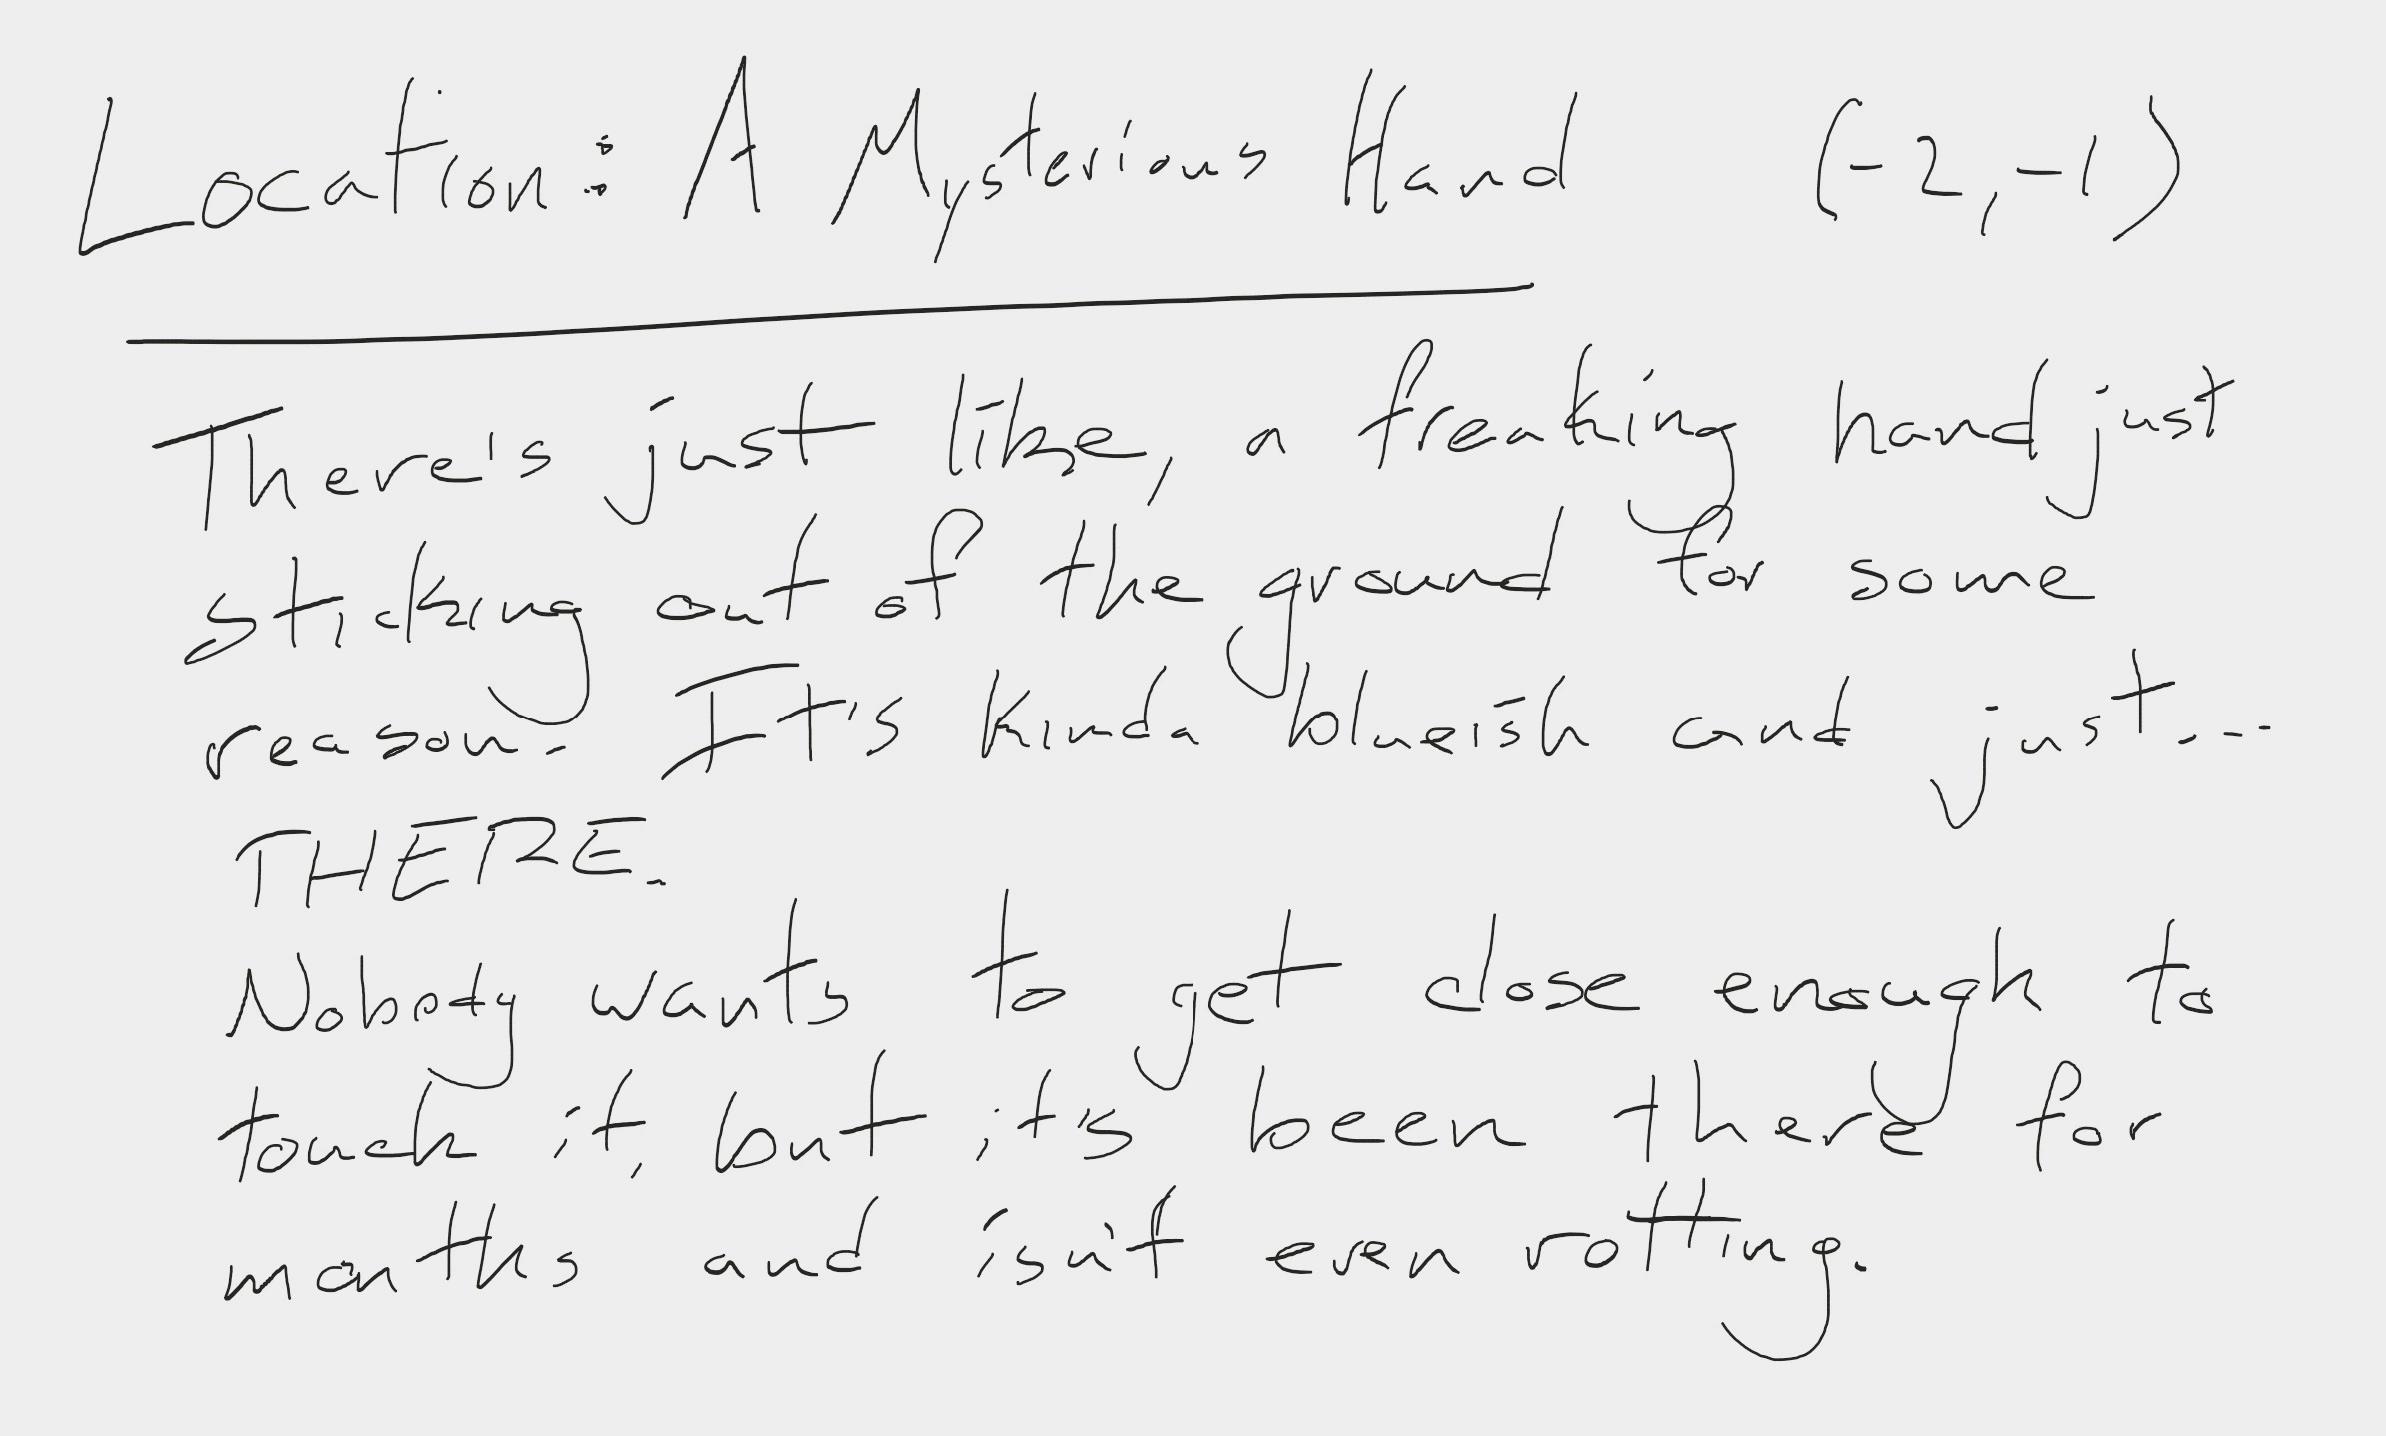 Location: A Mysterious Hand (-2,-1)
There's just like, a freaking hand just
sticking out of the ground for some
reason. It's kinda blueish and just...
THERE.
Nobody wants to get close enough to
touch it, but it's been there for
months and isn't even rotting.